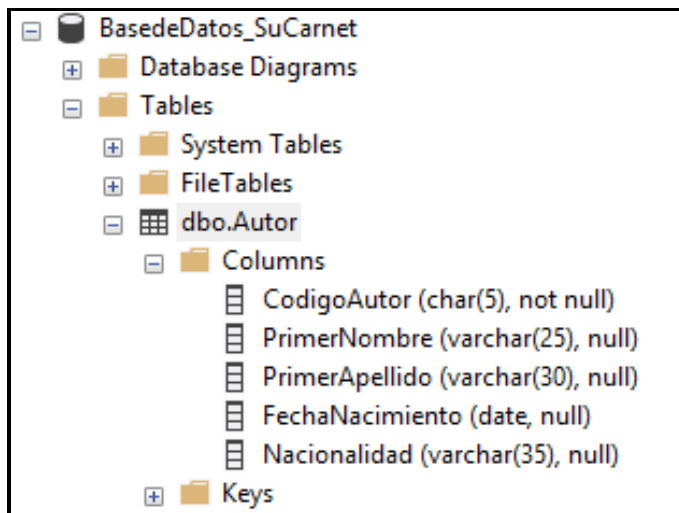 BasedeDatos_SuCarnet
Database Diagrams
Tables
System Tables
FileTables
dbo.Autor
Columns
CodigoAutor (char(5), not null)
PrimerNombre (varchar(25), null)
PrimerApellido (varchar(30), null)
FechaNacimiento (date, null)
Nacionalidad (varchar(35), null)
Keys